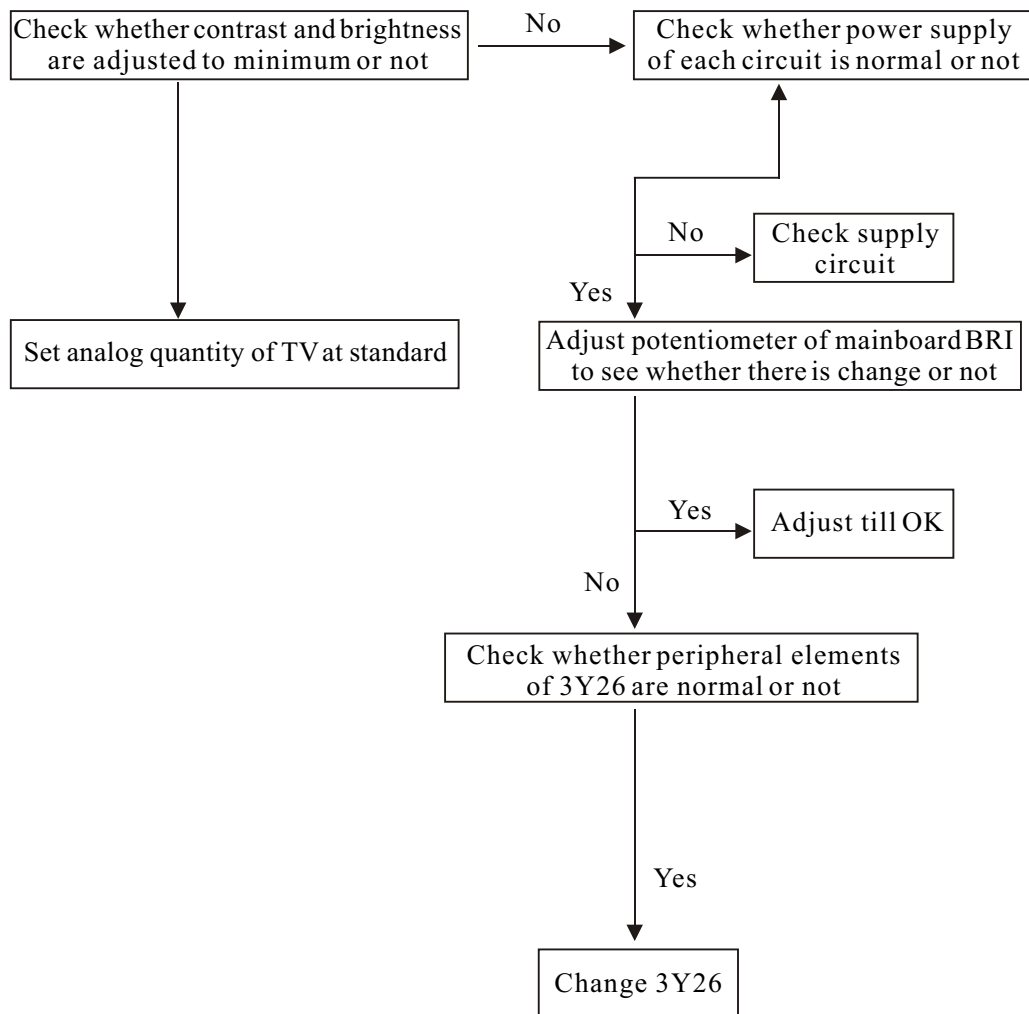 Check whether contrast and brightness
are adjusted to minimum or not
No
Check whether power supply
of each circuit is normal or not
No
Check supply
circuit
Yes
Set analog quantity of TV at standard
Adjust potentiometer of mainboard BRI
to see whether there is change or not
Yes
Adjust till OK
No
Check whether peripheral elements
of 3Y26 are normal or not
Yes
Change 3Y26